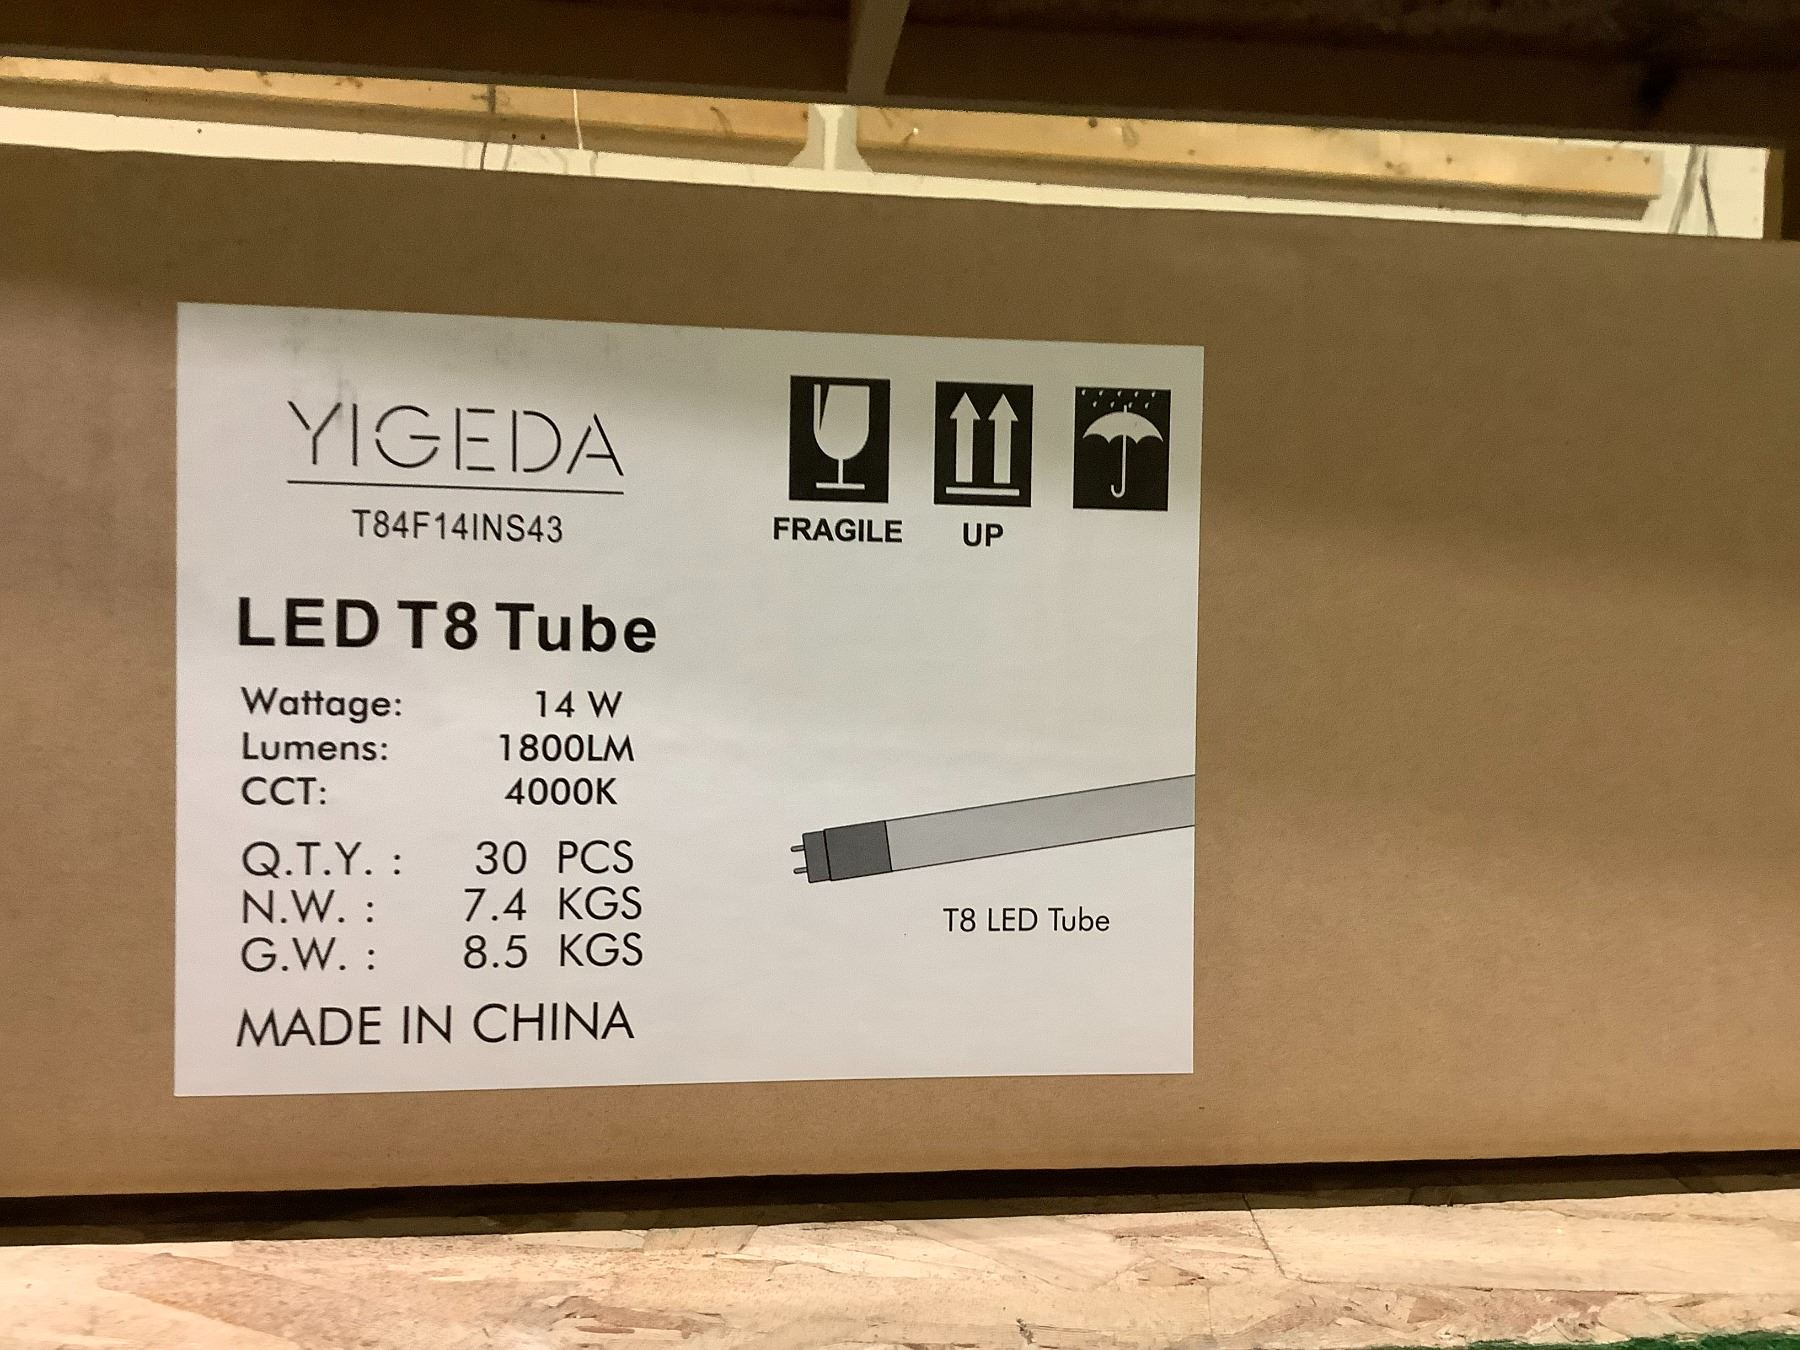 YIGEDA
T84F14INS43
FRAGILE
UP
LED T8 Tube
Wattage: 14 W
Lumens: 1800LM
CCT: 4000K
Q.T.Y. : 30 PCS
N.W. : 7.4 KGS
G.W. : 8.5 KGS
MADE IN CHINA
T8 LED Tube